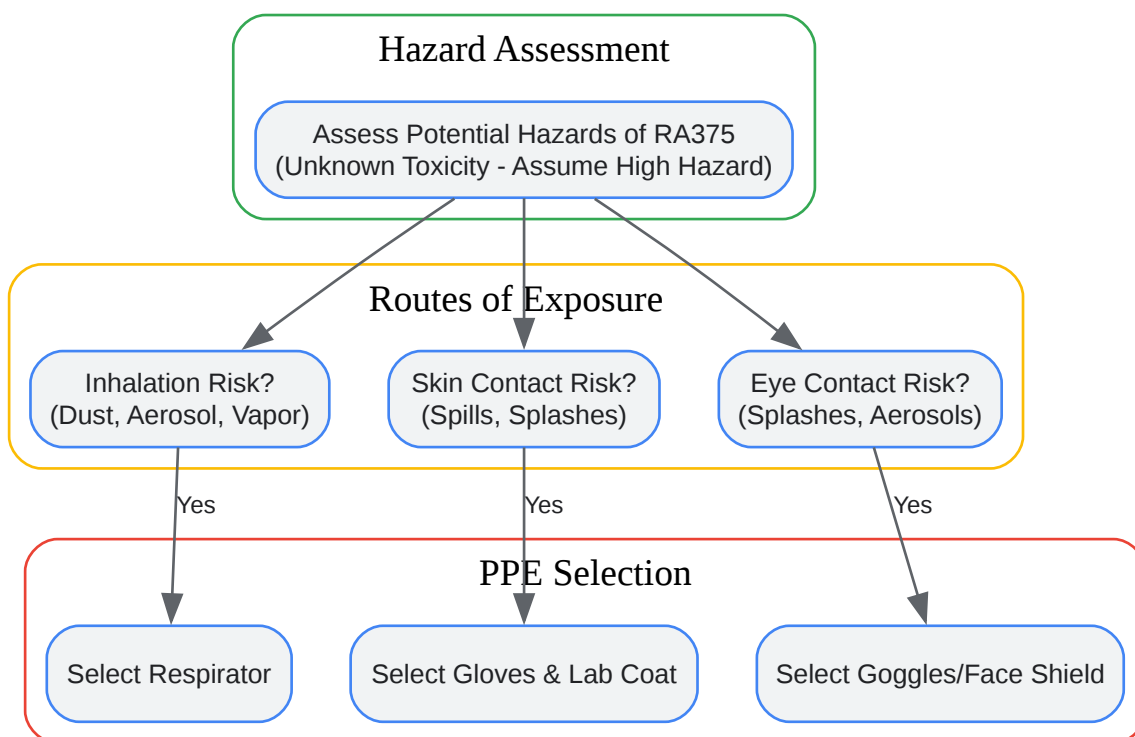 Hazard Assessment
Assess Potential Hazards of RA375
(Unknown Toxicity - Assume High Hazard)
Routes of Exposure
Inhalation Risk?
(Dust, Aerosol, Vapor)
Skin Contact Risk?
(Spills, Splashes)
Eye Contact Risk?
(Splashes, Aerosols)
Yes
Yes
Yes
PPE Selection
Select Respirator
Select Gloves & Lab Coat
Select Goggles/Face Shield